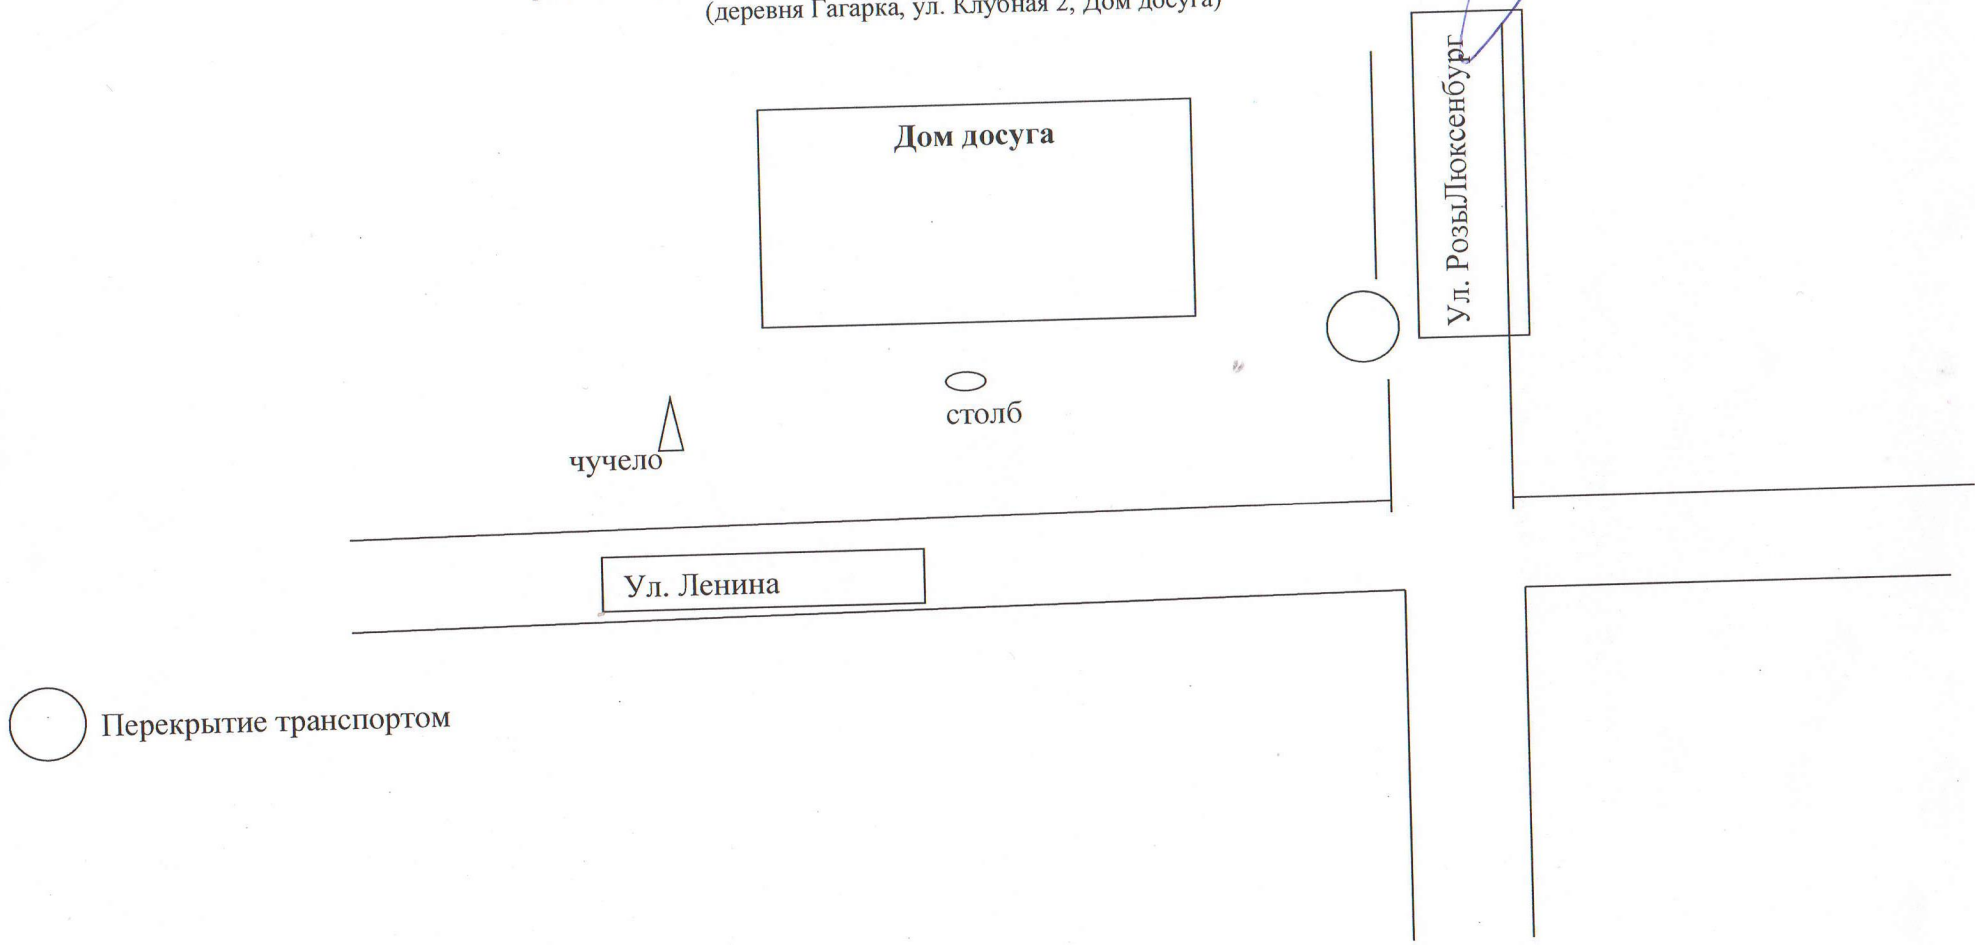 (деревня Гагарка, ул. Клубная 2, Дом досуга)
Ул. РозыЛюксенбург
Дом досуга
столб
чучело
Ул. Ленина
Перекрытие транспортом